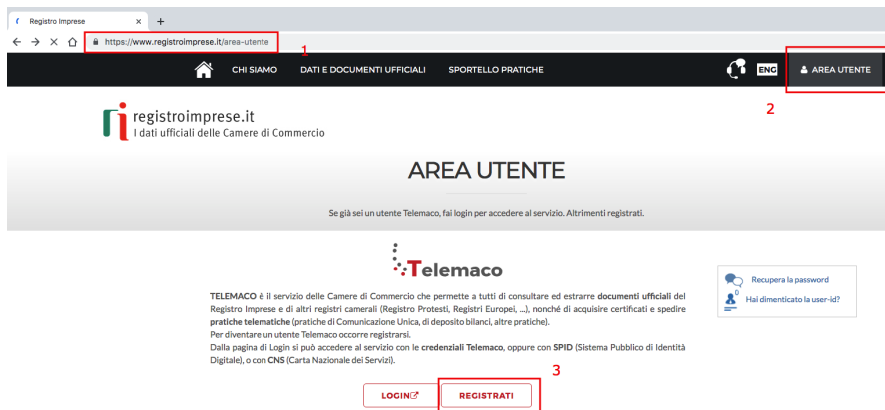 Registro Imprese
https://www.registroimprese.it/area-utente
1
CHI SIAMO DATI E DOCUMENTI UFFICIALI SPORTELLO PRATICHE ENG AREA UTENTE
2
registroimprese.it
I dati ufficiali delle Camere di Commercio
AREA UTENTE
Se già sei un utente Telemaco, fai login per accedere al servizio. Altrimenti registrati.
Telemaco
Recupera la password
Hai dimenticato la user-id?
TELEMACO é il servizio delle Camere di Commercio che permette a tutti di consultare ed estrarre documenti ufficiali del
Registro Imprese e di altri registri camerali (Registro Protesti, Registri Europei, ...), nonché di acquisire certificati e spedire
pratiche telematiche (pratiche di Comunicazione Unica, di deposito bilanci, altre pratiche).
Per diventare un utente Telemaco occorre registrarsi.
Dalla pagina di Login si può accedere al servizio con le credenziali Telemaco, oppure con SPID (Sistema Pubblico di Identità
Digitale), o con CNS (Carta Nazionale dei Servizi).
3
LOGIN REGISTRATI